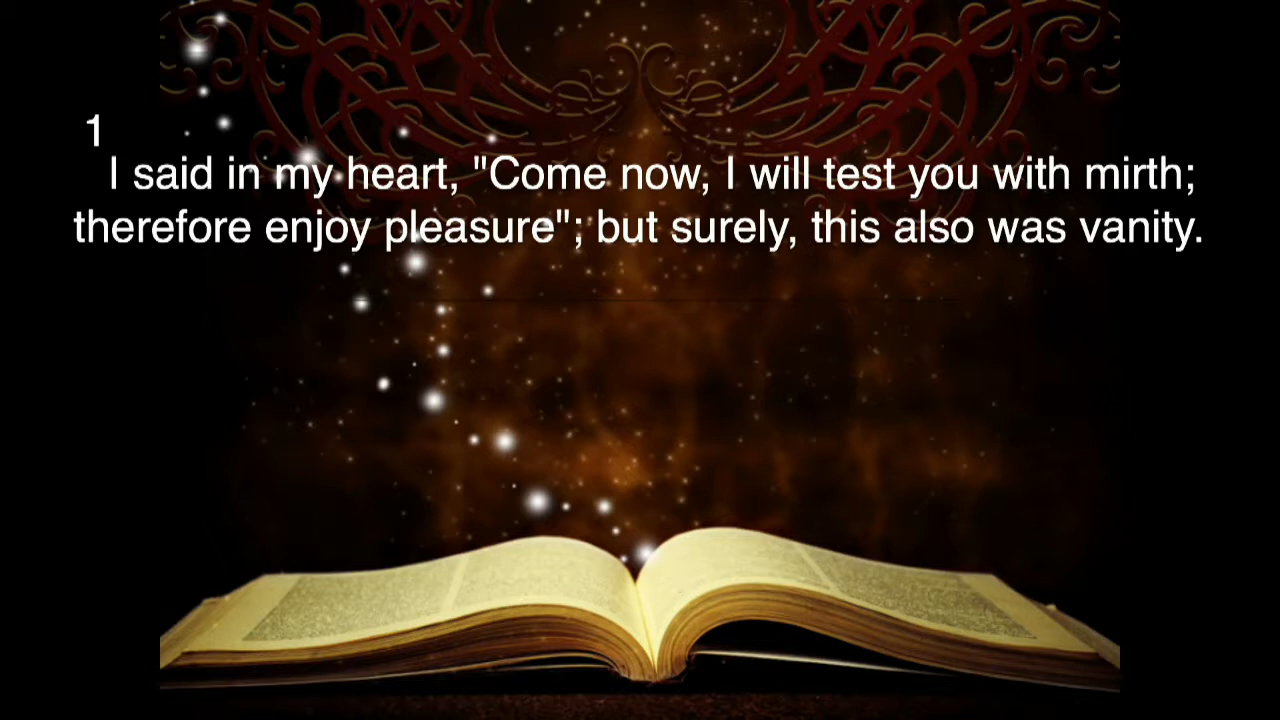 1
I said in my heart, "Come now, I will test you with mirth;
therefore enjoy pleasure"; but surely, this also was vanity.